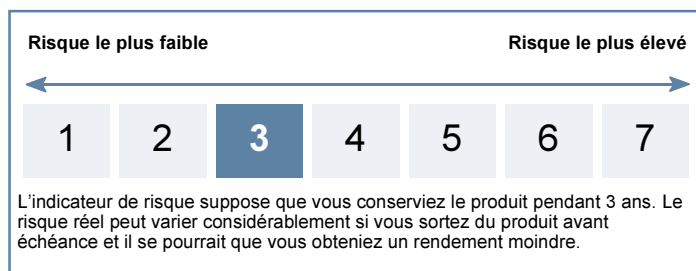 Risque le plus faible Risque le plus élevé
1 2 3 4 5 6 7
L’indicateur de risque suppose que vous conserviez le produit pendant 3 ans. Le
risque réel peut varier considérablement si vous sortez du produit avant
échéance et il se pourrait que vous obteniez un rendement moindre.